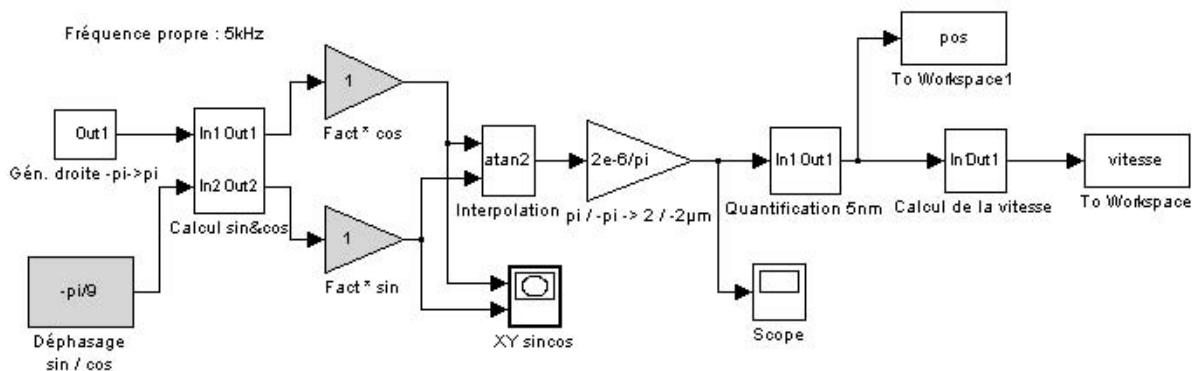 Fréquence propre : 5kHz
pos
To Workspace1
1
Fact * cos
Out1
Gén. droite -pi->pi
In1 Out1
In2 Out2
Calcul sin&cos
atan2
Interpolation
2e-6/pi
pi / -pi -> 2 / -2µm
In1 Out1
Quantification 5nm
In Out1
Calcul de la vitesse
vitesse
To Workspace
1
Fact * sin
-pi/9
Déphasage
sin / cos
XY sincos
Scope